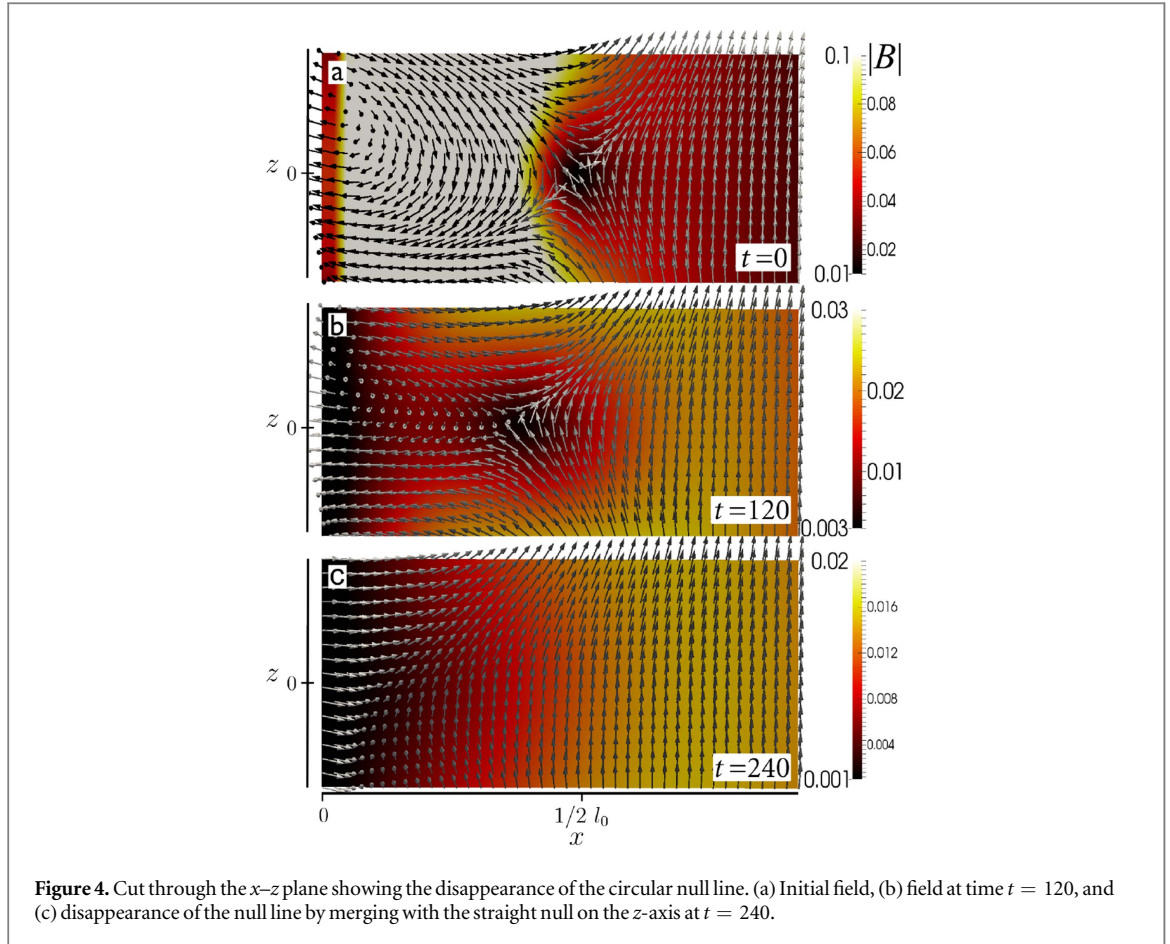 a
z 0
t=0
0.1
|B|
0.08
0.06
0.04
0.02
0.01
b
z 0
t=120
0.03
0.02
0.01
0.003
c
z 0
t=240
0.02
0.016
0.012
0.008
0.004
0.001
0 1/2 l₀
x
Figure 4. Cut through the x–z plane showing the disappearance of the circular null line. (a) Initial field, (b) field at time t = 120, and
(c) disappearance of the null line by merging with the straight null on the z-axis at t = 240.